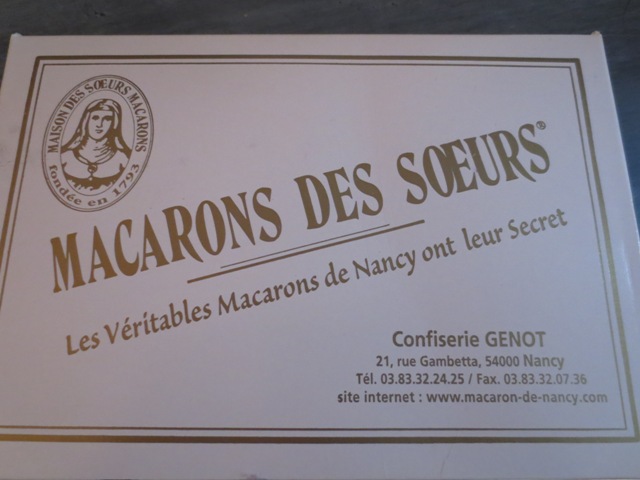 MAISON DES SŒURS MACARONS
fondée en 1793
MACARONS DES SŒURS®
Les Véritables Macarons de Nancy ont leur Secret
Confiserie GENOT
21, rue Gambetta, 54000 Nancy
Tél. 03.83.32.24.25 / Fax. 03.83.32.07.36
site internet : www.macaron-de-nancy.com